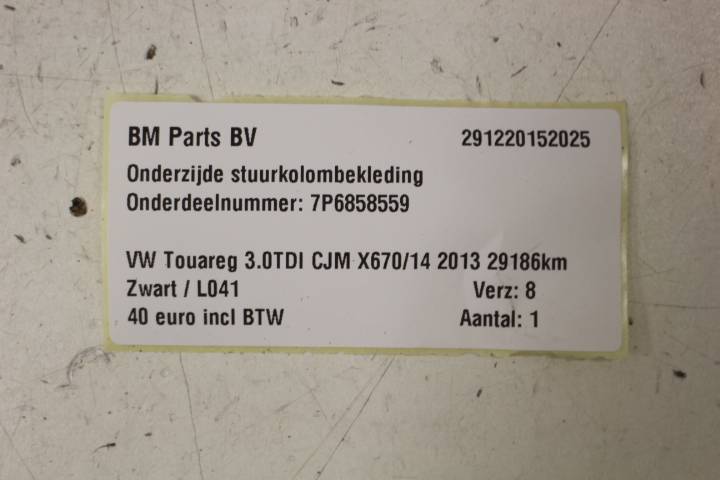 BM Parts BV 291220152025
Onderzijde stuurkolombekleding
Onderdeelnummer: 7P6858559
VW Touareg 3.0TDI CJM X670/14 2013 29186km
Zwart / L041 Verz: 8
40 euro incl BTW Aantal: 1